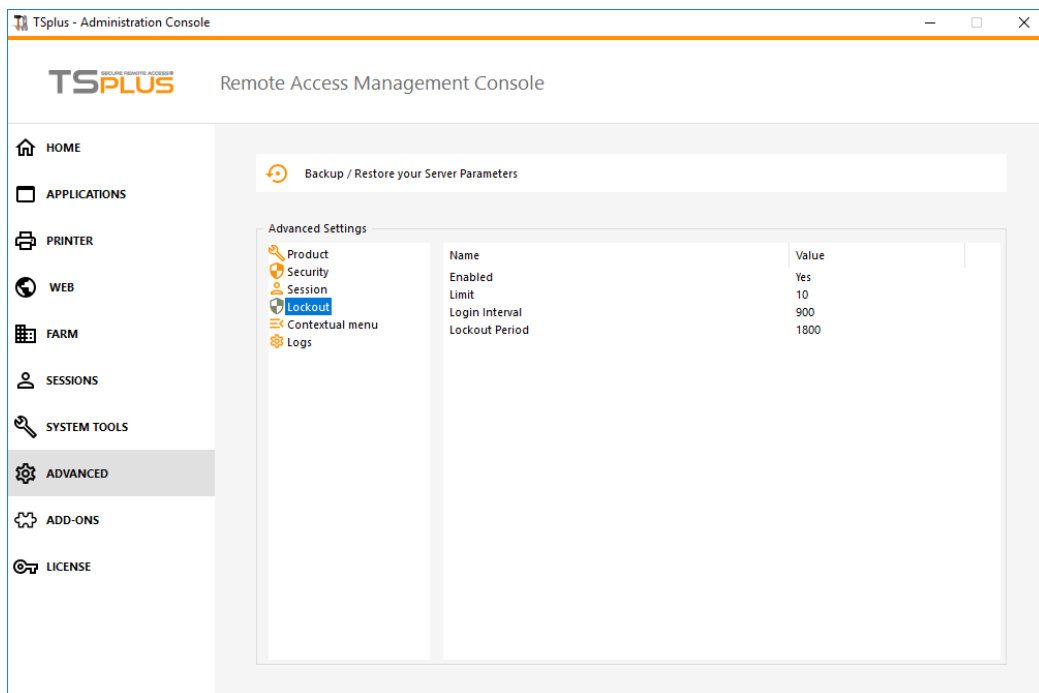 TSplus - Administration Console
TSPLUS SECURE REMOTE ACCESS
Remote Access Management Console
HOME
APPLICATIONS
PRINTER
WEB
FARM
SESSIONS
SYSTEM TOOLS
ADVANCED
ADD-ONS
LICENSE
Backup / Restore your Server Parameters
Advanced Settings
Product
Security
Session
Lockout
Contextual menu
Logs
Name Value
Enabled Yes
Limit 10
Login Interval 900
Lockout Period 1800